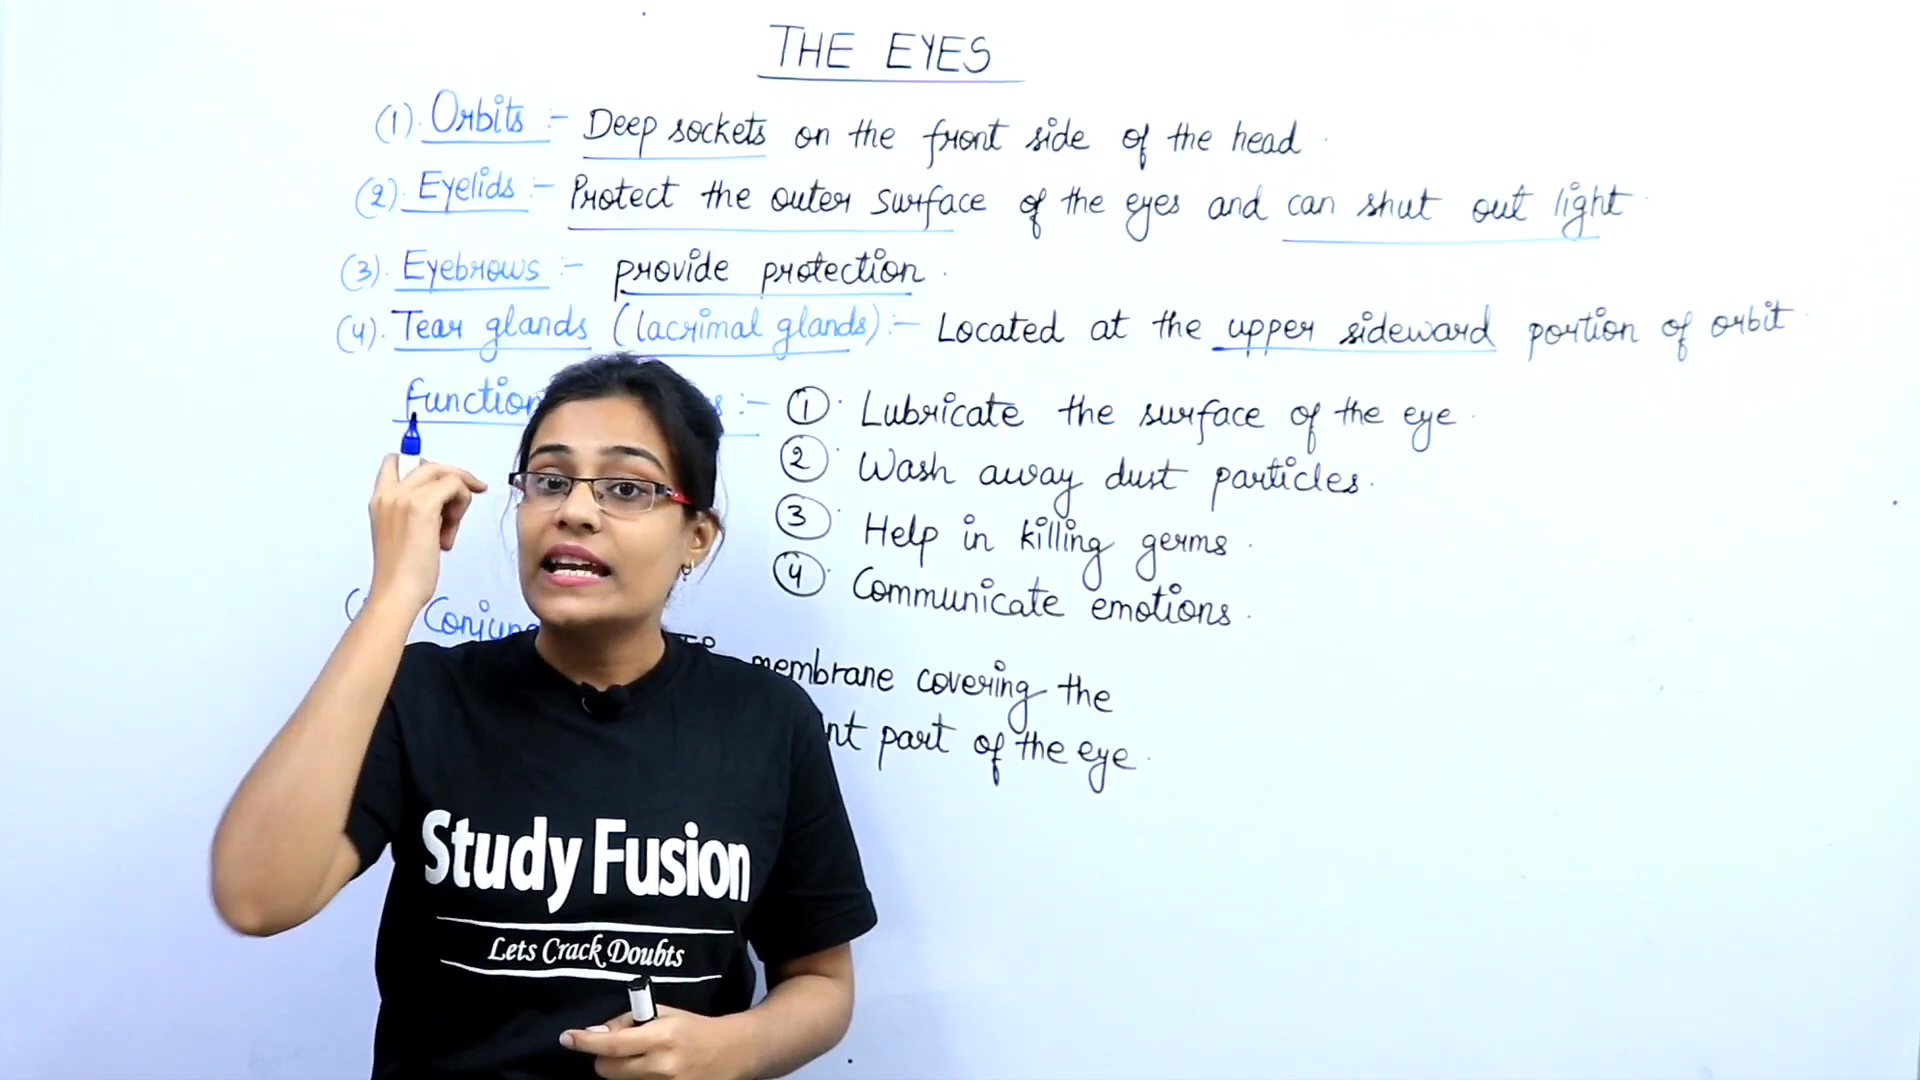 THE EYES
(1). Orbits :- Deep sockets on the front side of the head.
(2). Eyelids :- Protect the outer surface of the eyes and can shut out light.
(3). Eyebrows :- provide protection.
(4). Tear glands (lacrimal glands) :- Located at the upper sideward portion of orbit.
:- 1. Lubricate the surface of the eye.
2. Wash away dust particles.
3. Help in killing germs.
4. Communicate emotions.
membrane covering the
part of the eye.
Study Fusion
Lets Crack Doubts